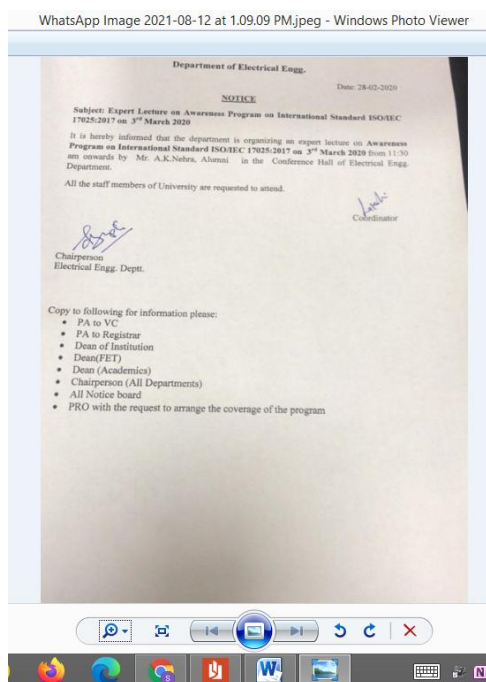 WhatsApp Image 2021-08-12 at 1.09.09 PM.jpeg - Windows Photo Viewer
Department of Electrical Engg.
Date: 28-02-2020
NOTICE
Subject: Expert Lecture on Awareness Program on International Standard ISO/IEC
17025:2017 on 3rd March 2020
It is hereby informed that the department is organizing an expert lecture on Awareness
Program on International Standard ISO/IEC 17025:2017 on 3rd March 2020 from 11:30
am onwards by Mr. A.K.Nehra, Alumni in the Conference Hall of Electrical Engg.
Department.
All the staff members of University are requested to attend.
Coordinator
Chairperson
Electrical Engg. Deptt.
Copy to following for information please:
• PA to VC
• PA to Registrar
• Dean of Institution
• Dean(FET)
• Dean (Academics)
• Chairperson (All Departments)
• All Notice board
• PRO with the request to arrange the coverage of the program